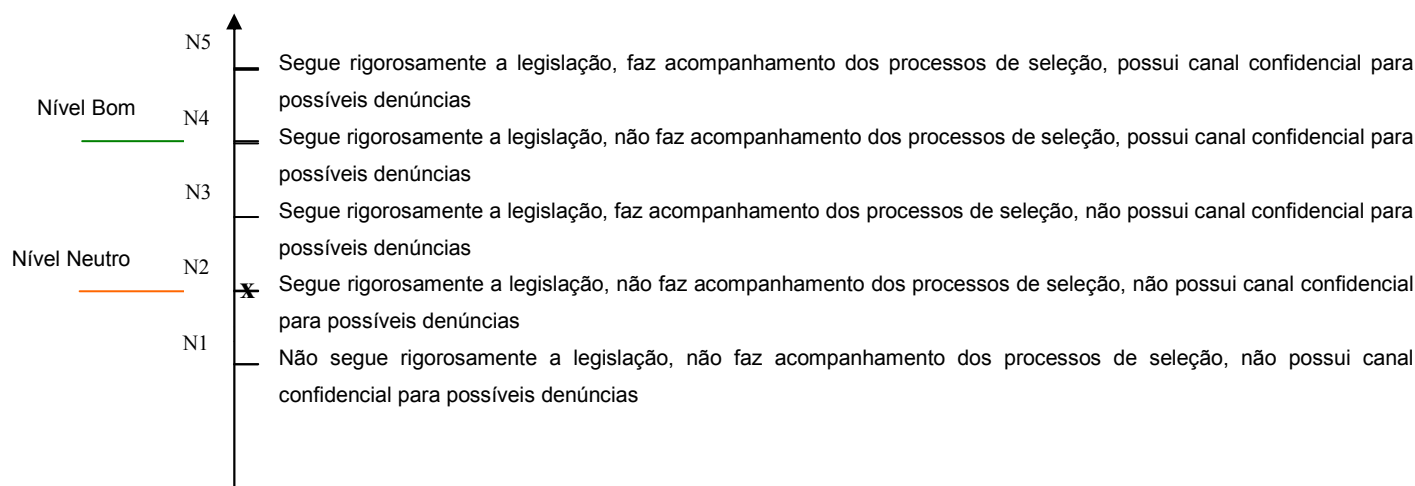 N5
Segue rigorosamente a legislação, faz acompanhamento dos processos de seleção, possui canal confidencial para
possíveis denúncias
Nível Bom
N4
Segue rigorosamente a legislação, não faz acompanhamento dos processos de seleção, possui canal confidencial para
possíveis denúncias
N3
Segue rigorosamente a legislação, faz acompanhamento dos processos de seleção, não possui canal confidencial para
possíveis denúncias
Nível Neutro
N2
x
Segue rigorosamente a legislação, não faz acompanhamento dos processos de seleção, não possui canal confidencial
para possíveis denúncias
N1
Não segue rigorosamente a legislação, não faz acompanhamento dos processos de seleção, não possui canal
confidencial para possíveis denúncias